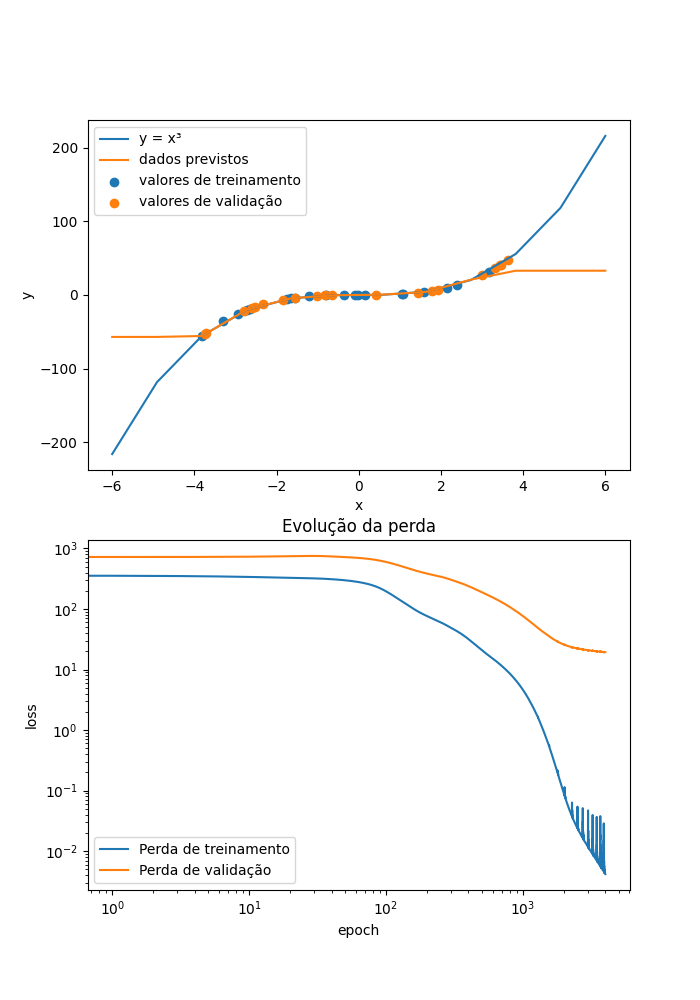 y = x³
dados previstos
valores de treinamento
valores de validação
200
100
0
−100
−200
y
−6
−4
−2
0
2
4
6
x
Evolução da perda
10³
10²
10¹
10⁰
10⁻¹
10⁻²
loss
Perda de treinamento
Perda de validação
10⁰
10¹
10²
10³
epoch